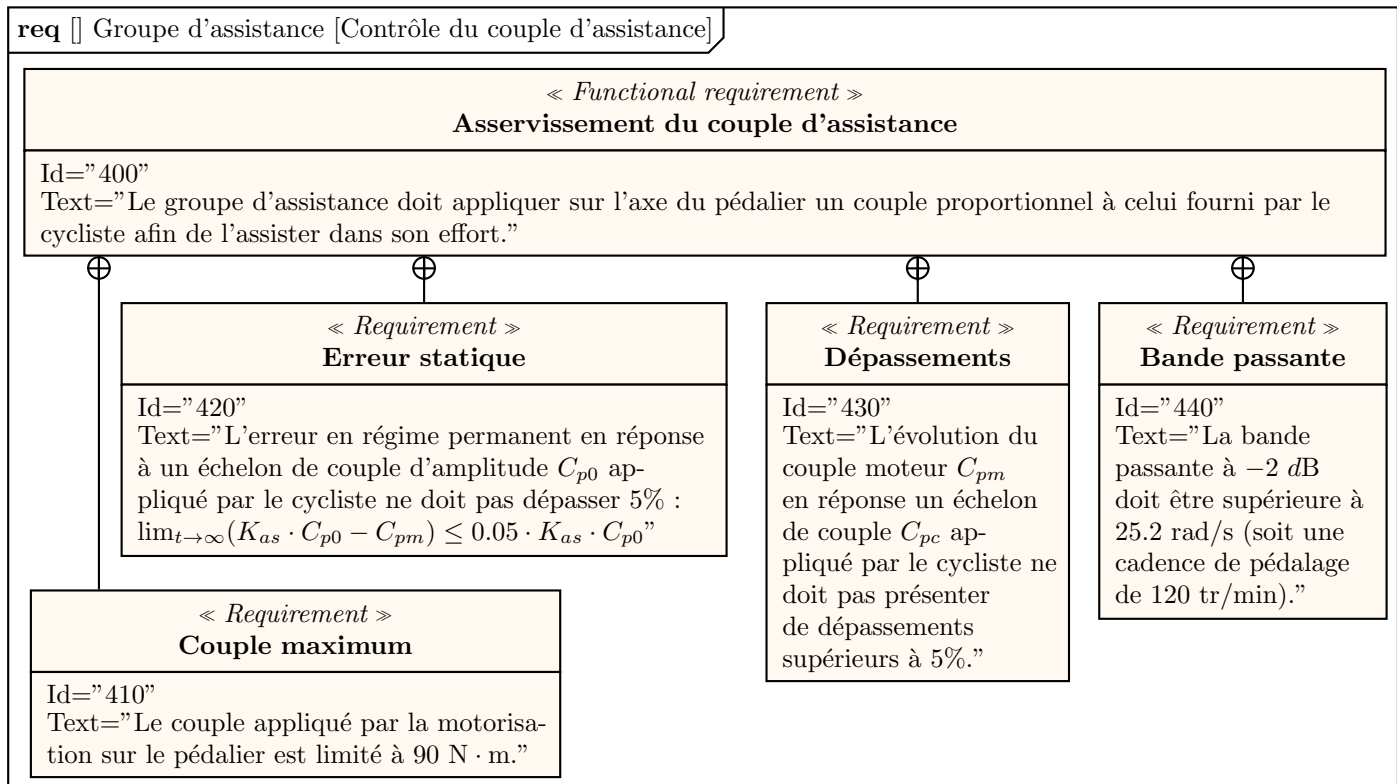 req [] Groupe d'assistance [Contrôle du couple d'assistance]
≪ Functional requirement ≫
Asservissement du couple d'assistance
Id="400"
Text="Le groupe d'assistance doit appliquer sur l'axe du pédalier un couple proportionnel à celui fourni par le
cycliste afin de l'assister dans son effort."
≪ Requirement ≫
Erreur statique
Id="420"
Text="L'erreur en régime permanent en réponse
à un échelon de couple d'amplitude C_{p0} ap-
pliqué par le cycliste ne doit pas dépasser 5% :
lim_{t→∞}(K_{as} · C_{p0} − C_{pm}) ≤ 0.05 · K_{as} · C_{p0}"
≪ Requirement ≫
Dépassements
Id="430"
Text="L'évolution du
couple moteur C_{pm}
en réponse un échelon
de couple C_{pc} ap-
pliqué par le cycliste ne
doit pas présenter
de dépassements
supérieurs à 5%."
≪ Requirement ≫
Bande passante
Id="440"
Text="La bande
passante à −2 dB
doit être supérieure à
25.2 rad/s (soit une
cadence de pédalage
de 120 tr/min)."
≪ Requirement ≫
Couple maximum
Id="410"
Text="Le couple appliqué par la motorisa-
tion sur le pédalier est limité à 90 N · m."